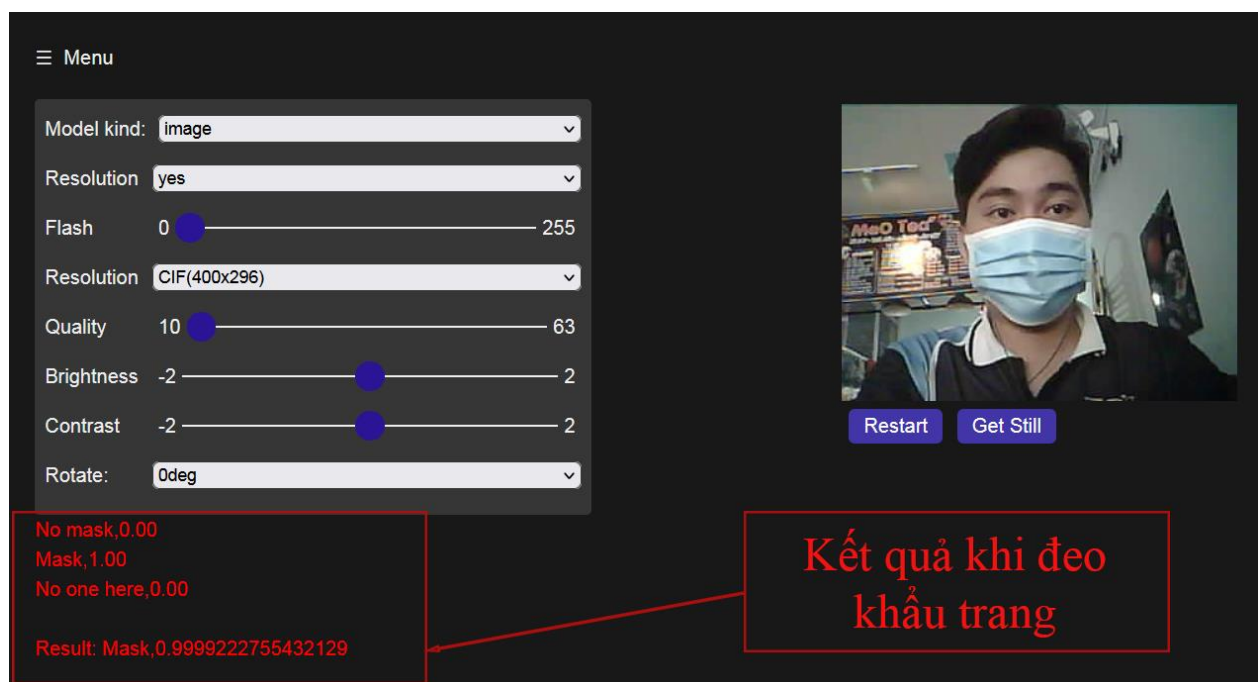 ☰ Menu
Model kind: image
Resolution yes
Flash 0 255
Resolution CIF(400x296)
Quality 10 63
Brightness -2 2
Contrast -2 2
Rotate: 0deg
MeO Tea
Restart Get Still
No mask,0.00
Mask,1.00
No one here,0.00
Result: Mask,0.9999222755432129
Kết quả khi đeo
khẩu trang